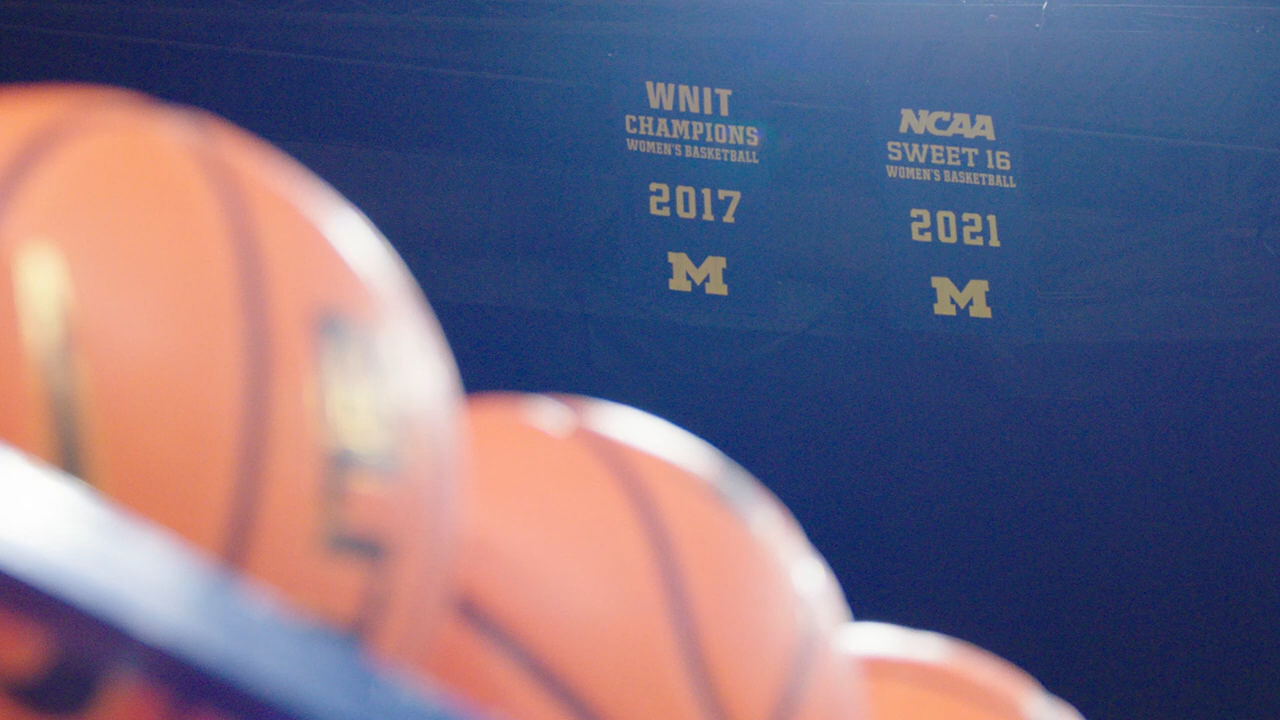 WNIT
CHAMPIONS
WOMEN'S BASKETBALL
2017
M
NCAA
SWEET 16
WOMEN'S BASKETBALL
2021
M